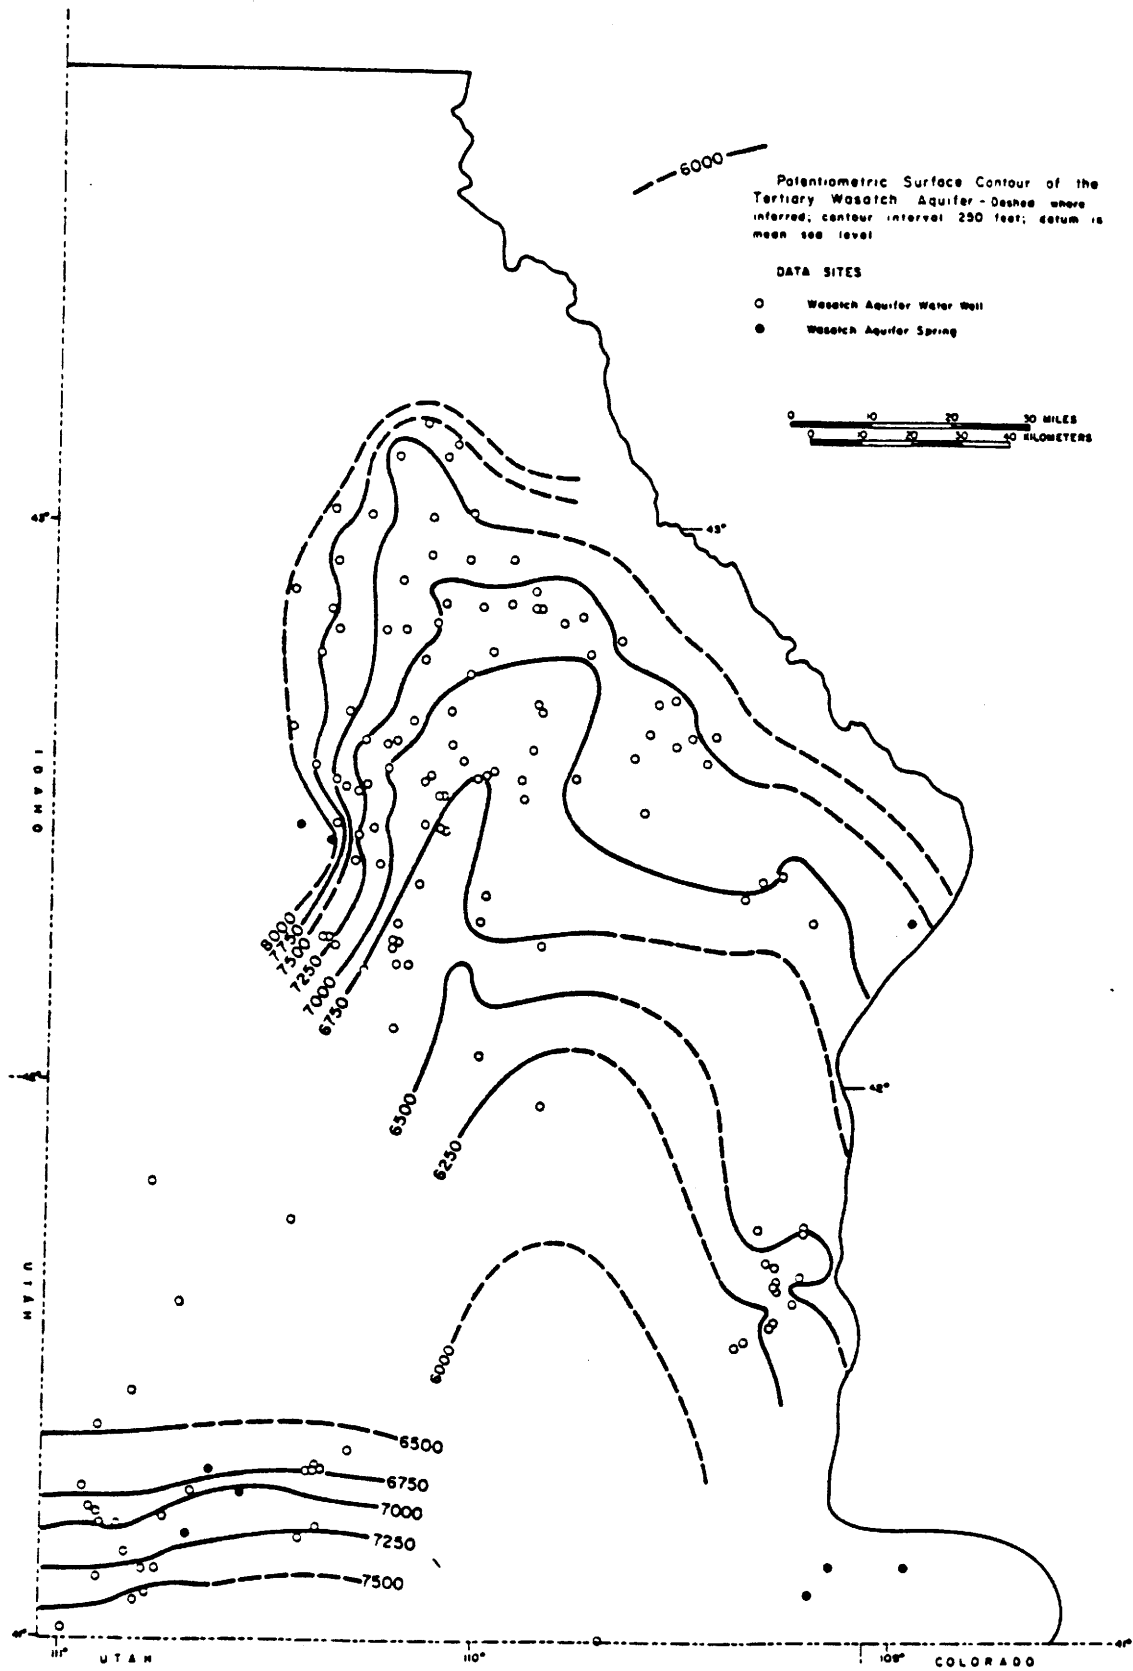 6000
Potentiometric Surface Contour of the
Tertiary Wasatch Aquifer - Dashed where
inferred; contour interval 250 feet; datum is
mean sea level
DATA SITES
Wasatch Aquifer Water Well
Wasatch Aquifer Spring
0 10 20 30 MILES
0 10 20 30 40 KILOMETERS
43°
43°
IDAHO
8000
7750
7500
7250
7000
6750
42°
6500
6250
UTAH
6000
6500
6750
7000
7250
7500
41°
41°
111°
UTAH
110°
109°
COLORADO